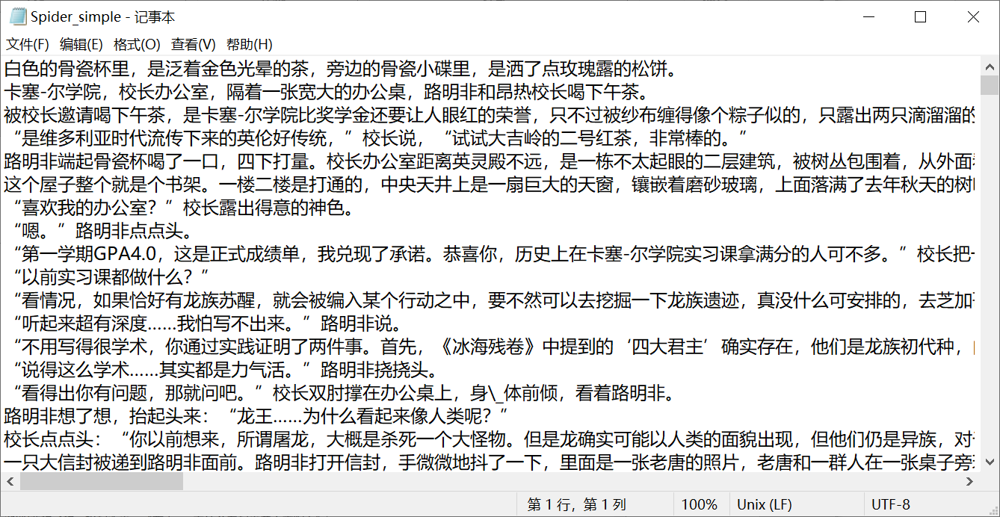 Spider_simple - 记事本
文件(F) 编辑(E) 格式(O) 查看(V) 帮助(H)
白色的骨瓷杯里，是泛着金色光晕的茶，旁边的骨瓷小碟里，是洒了点玫瑰露的松饼。
卡塞-尔学院，校长办公室，隔着一张宽大的办公桌，路明非和昂热校长喝下午茶。
被校长邀请喝下午茶，是卡塞-尔学院比奖学金还要让人眼红的荣誉，只不过被纱布缠得像个粽子似的，只露出两只滴溜溜的
“是维多利亚时代流传下来的英伦好传统，”校长说，“试试大吉岭的二号红茶，非常棒的。”
路明非端起骨瓷杯喝了一口，四下打量。校长办公室距离英灵殿不远，是一栋不太起眼的二层建筑，被树丛包围着，从外面
这个屋子整个就是个书架。一楼二楼是打通的，中央天井上是一扇巨大的天窗，镶嵌着磨砂玻璃，上面落满了去年秋天的树
“喜欢我的办公室？”校长露出得意的神色。
“嗯。”路明非点点头。
“第一学期GPA4.0，这是正式成绩单，我兑现了承诺。恭喜你，历史上在卡塞-尔学院实习课拿满分的人可不多。”校长把
“以前实习课都做什么？”
“看情况，如果恰好有龙族苏醒，就会被编入某个行动之中，要不然可以去挖掘一下龙族遗迹，真没什么可安排的，去芝加
“听起来超有深度……我怕写不出来。”路明非说。
“不用写得很学术，你通过实践证明了两件事。首先，《冰海残卷》中提到的‘四大君主’确实存在，他们是龙族初代种，
“说得这么学术……其实都是力气活。”路明非挠挠头。
“看得出你有问题，那就问吧。”校长双肘撑在办公桌上，身\_体前倾，看着路明非。
路明非想了想，抬起头来：“龙王……为什么看起来像人类呢？”
校长点点头：“你以前想来，所谓屠龙，大概是杀死一个大怪物。但是龙确实可能以人类的面貌出现，但他们仍是异族，对
一只大信封被递到路明非面前。路明非打开信封，手微微地抖了一下，里面是一张老唐的照片，老唐和一群人在一张桌子旁
第 1 行，第 1 列 100% Unix (LF) UTF-8